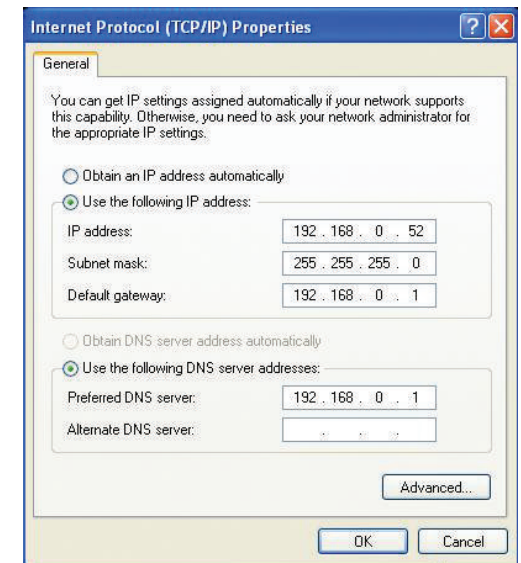 Internet Protocol (TCP/IP) Properties
General
You can get IP settings assigned automatically if your network supports
this capability. Otherwise, you need to ask your network administrator for
the appropriate IP settings.
Obtain an IP address automatically
Use the following IP address:
IP address: 192 . 168 . 0 . 52
Subnet mask: 255 . 255 . 255 . 0
Default gateway: 192 . 168 . 0 . 1
Obtain DNS server address automatically
Use the following DNS server addresses:
Preferred DNS server: 192 . 168 . 0 . 1
Alternate DNS server: . . .
Advanced...
OK Cancel